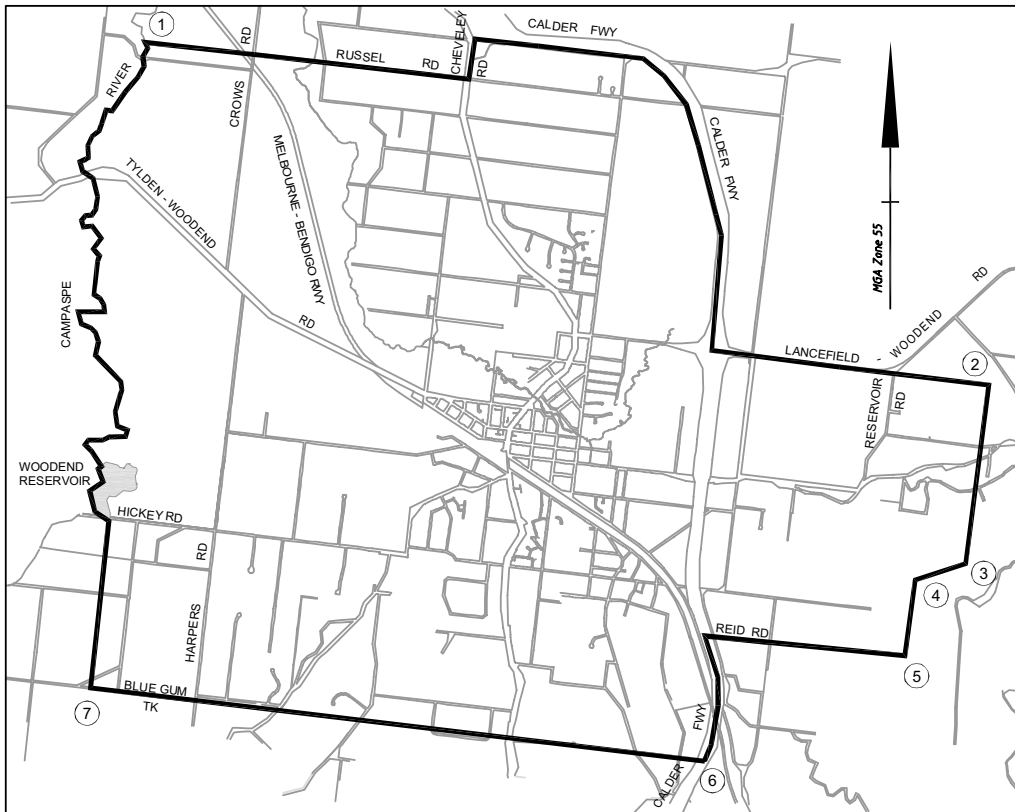 1
CALDER FWY
CHEVELEY
RD
RD
RUSSEL RD
RIVER
CROWS
CALDER FWY
TYLDEN - WOODEND
MELBOURNE - BENDIGO RWY
MGA Zone 55
RD
CAMPASPE
RD
LANCEFIELD - WOODEND
2
RESERVOIR
RD
WOODEND
RESERVOIR
HICKEY RD
3
RD
4
HARPERS
REID RD
5
BLUE GUM
TK
7
FWY
6
CALDER